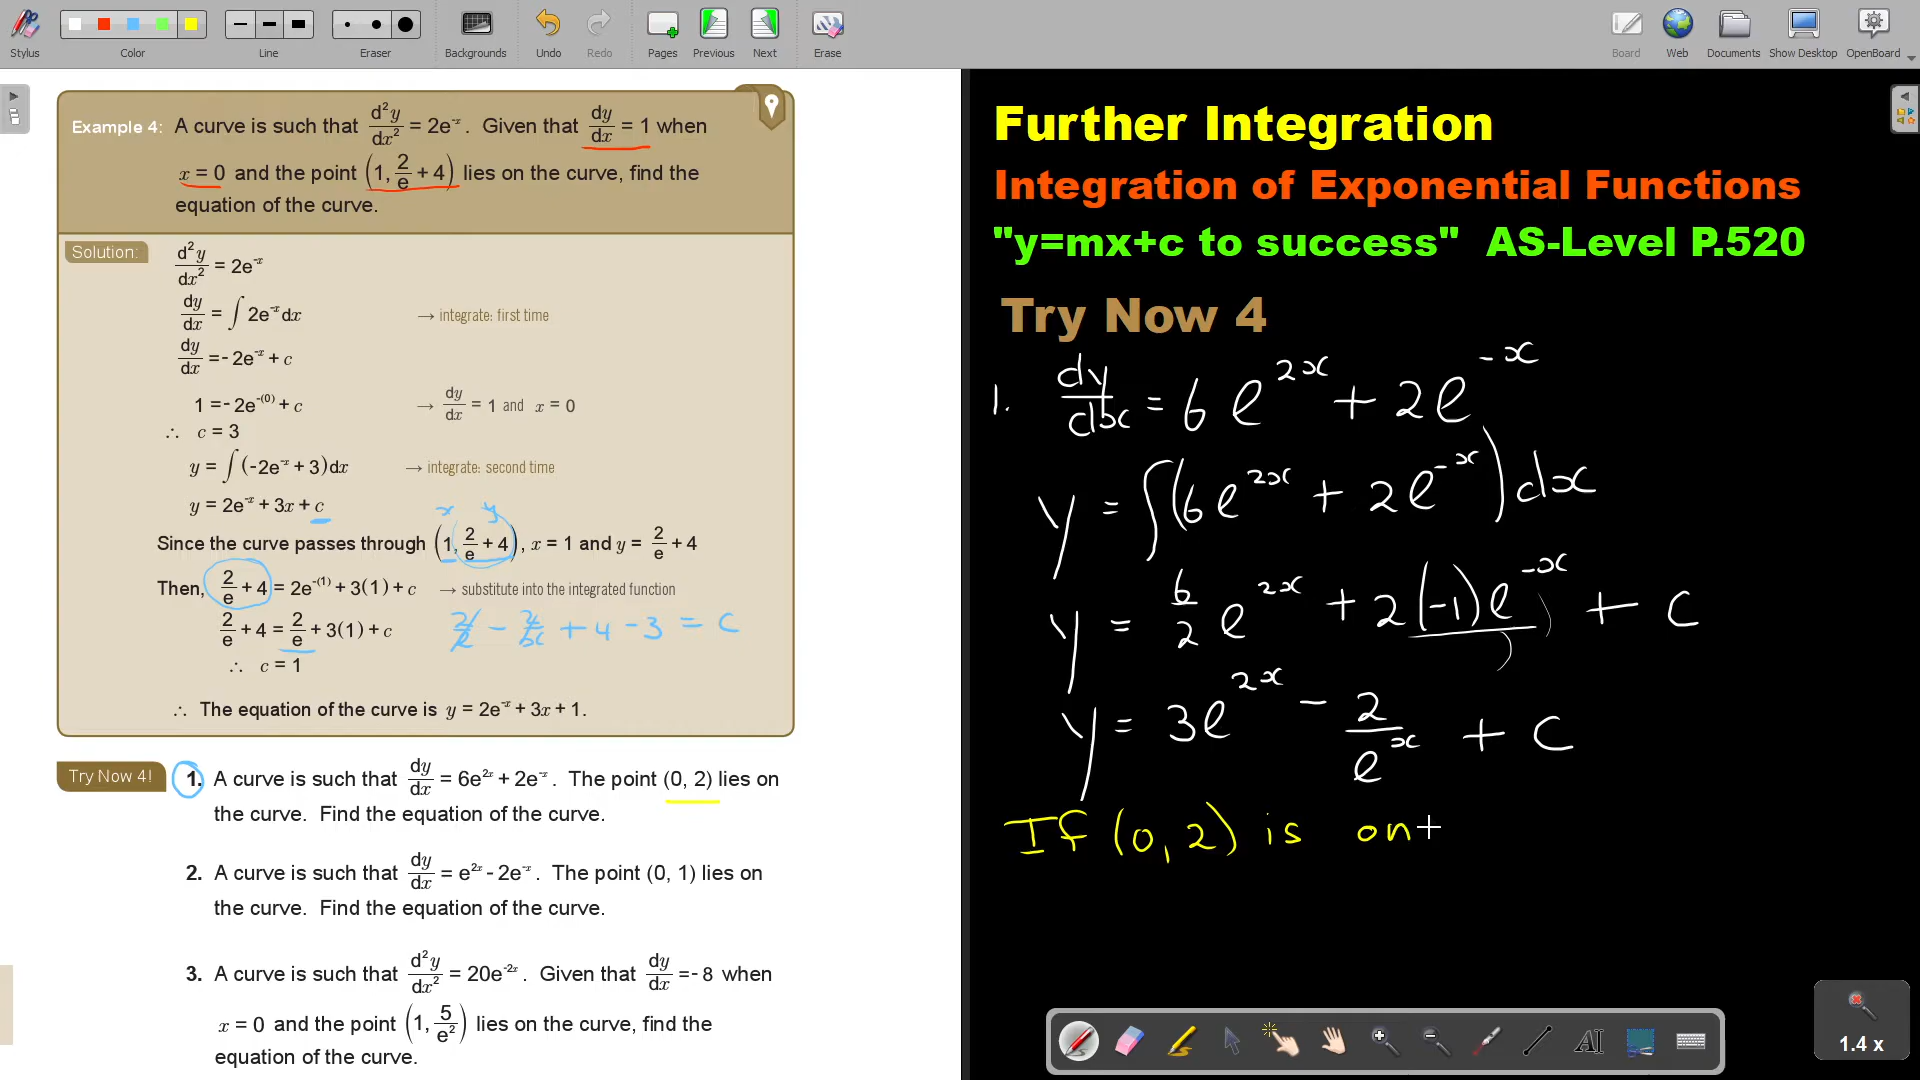 Stylus Color Line Eraser Backgrounds Undo Redo Pages Previous Next Erase Board Web Documents Show Desktop OpenBoard
Example 4: A curve is such that d²y/dx² = 2e⁻ˣ. Given that dy/dx = 1 when
x = 0 and the point (1, 2/e + 4) lies on the curve, find the
equation of the curve.
Solution:
d²y/dx² = 2e⁻ˣ
dy/dx = ∫ 2e⁻ˣ dx → integrate: first time
dy/dx = - 2e⁻ˣ + c
1 = - 2e⁻⁽⁰⁾ + c → dy/dx = 1 and x = 0
∴ c = 3
y = ∫ (-2e⁻ˣ + 3)dx → integrate: second time
y = 2e⁻ˣ + 3x + c
x y
Since the curve passes through (1, 2/e + 4), x = 1 and y = 2/e + 4
Then, 2/e + 4 = 2e⁻⁽¹⁾ + 3(1) + c → substitute into the integrated function
2/e + 4 = 2/e + 3(1) + c 2/e - 2/x + 4 - 3 = c
∴ c = 1
∴ The equation of the curve is y = 2e⁻ˣ + 3x + 1.
Try Now 4!
1. A curve is such that dy/dx = 6e²ˣ + 2e⁻ˣ. The point (0, 2) lies on
the curve. Find the equation of the curve.
2. A curve is such that dy/dx = e²ˣ - 2e⁻ˣ. The point (0, 1) lies on
the curve. Find the equation of the curve.
3. A curve is such that d²y/dx² = 20e⁻²ˣ. Given that dy/dx = - 8 when
x = 0 and the point (1, 5/e²) lies on the curve, find the
equation of the curve.
Further Integration
Integration of Exponential Functions
"y=mx+c to success" AS-Level P.520
Try Now 4
1. dy/dx = 6e²ˣ + 2e⁻ˣ
y = ∫(6e²ˣ + 2e⁻ˣ)dx
y = 6/2 e²ˣ + 2(-1)e⁻ˣ + c
y = 3e²ˣ - 2/eˣ + c
If (0, 2) is on
1.4 x